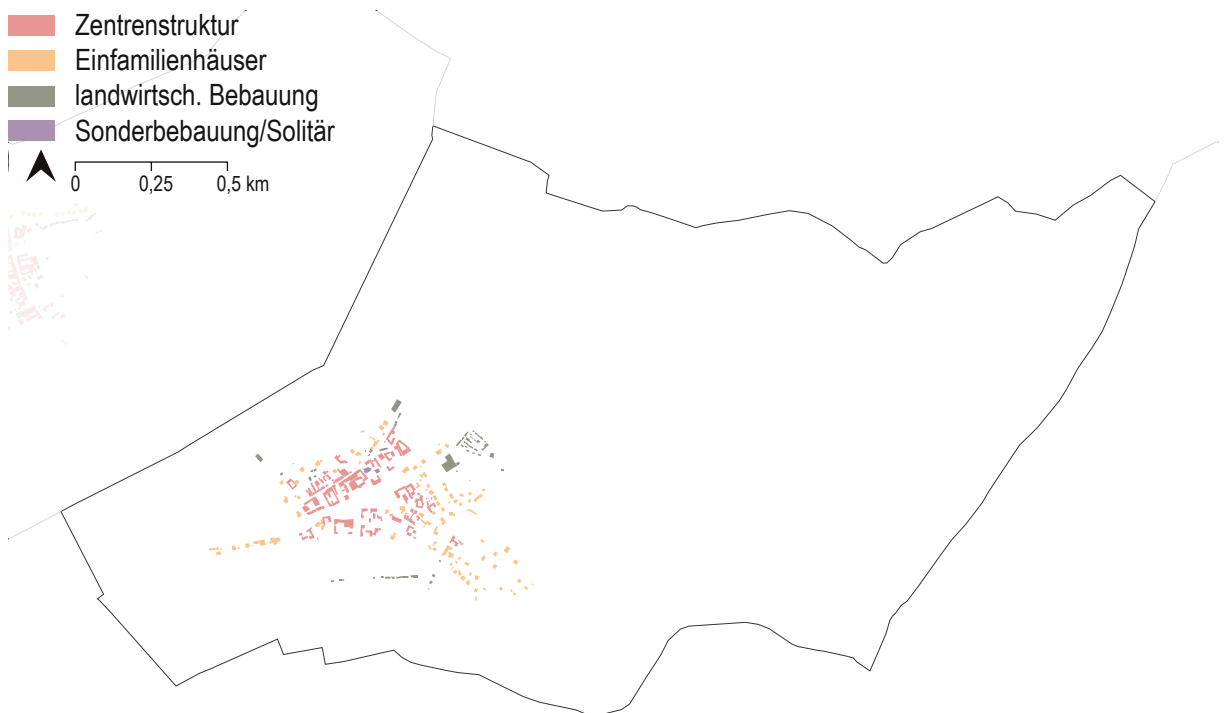 Zentrenstruktur
Einfamilienhäuser
landwirtsch. Bebauung
Sonderbebauung/Solitär
0 0,25 0,5 km